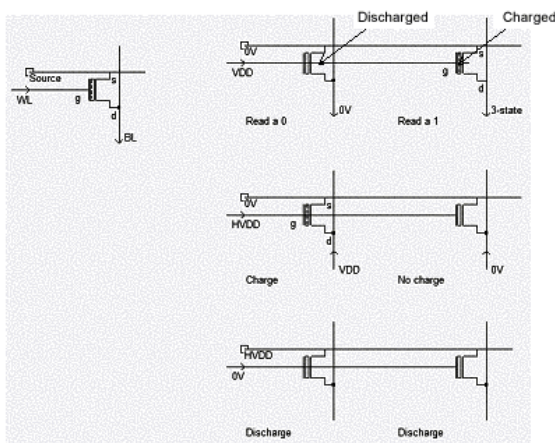 Discharged
Charged
Source
s
g
WL
d
BL
0V
VDD
0V
Read a 0
g
s
d
3-state
Read a 1
0V
HVDD
g
s
d
VDD
Charge
0V
No charge
HVDD
0V
Discharge
Discharge